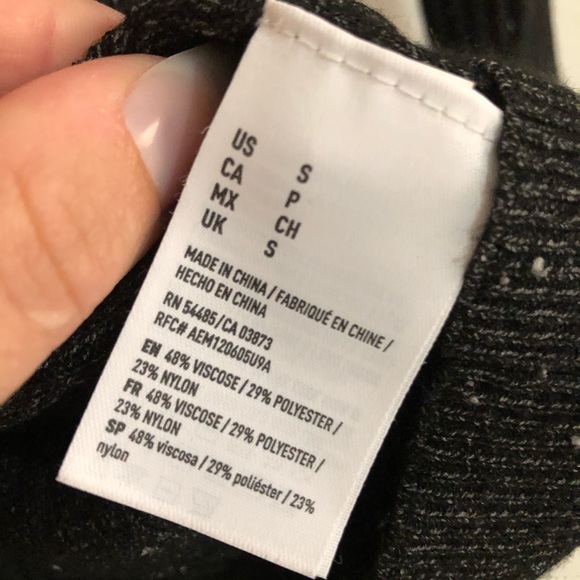 US S
CA P
MX CH
UK S
MADE IN CHINA / FABRIQUÉ EN CHINE /
HECHO EN CHINA
RN 54485/CA 03873
RFC# AEM120605U9A
EN 48% VISCOSE / 29% POLYESTER /
23% NYLON
FR 48% VISCOSE / 29% POLYESTER /
23% NYLON
SP 48% viscosa / 29% poliéster / 23%
nylon